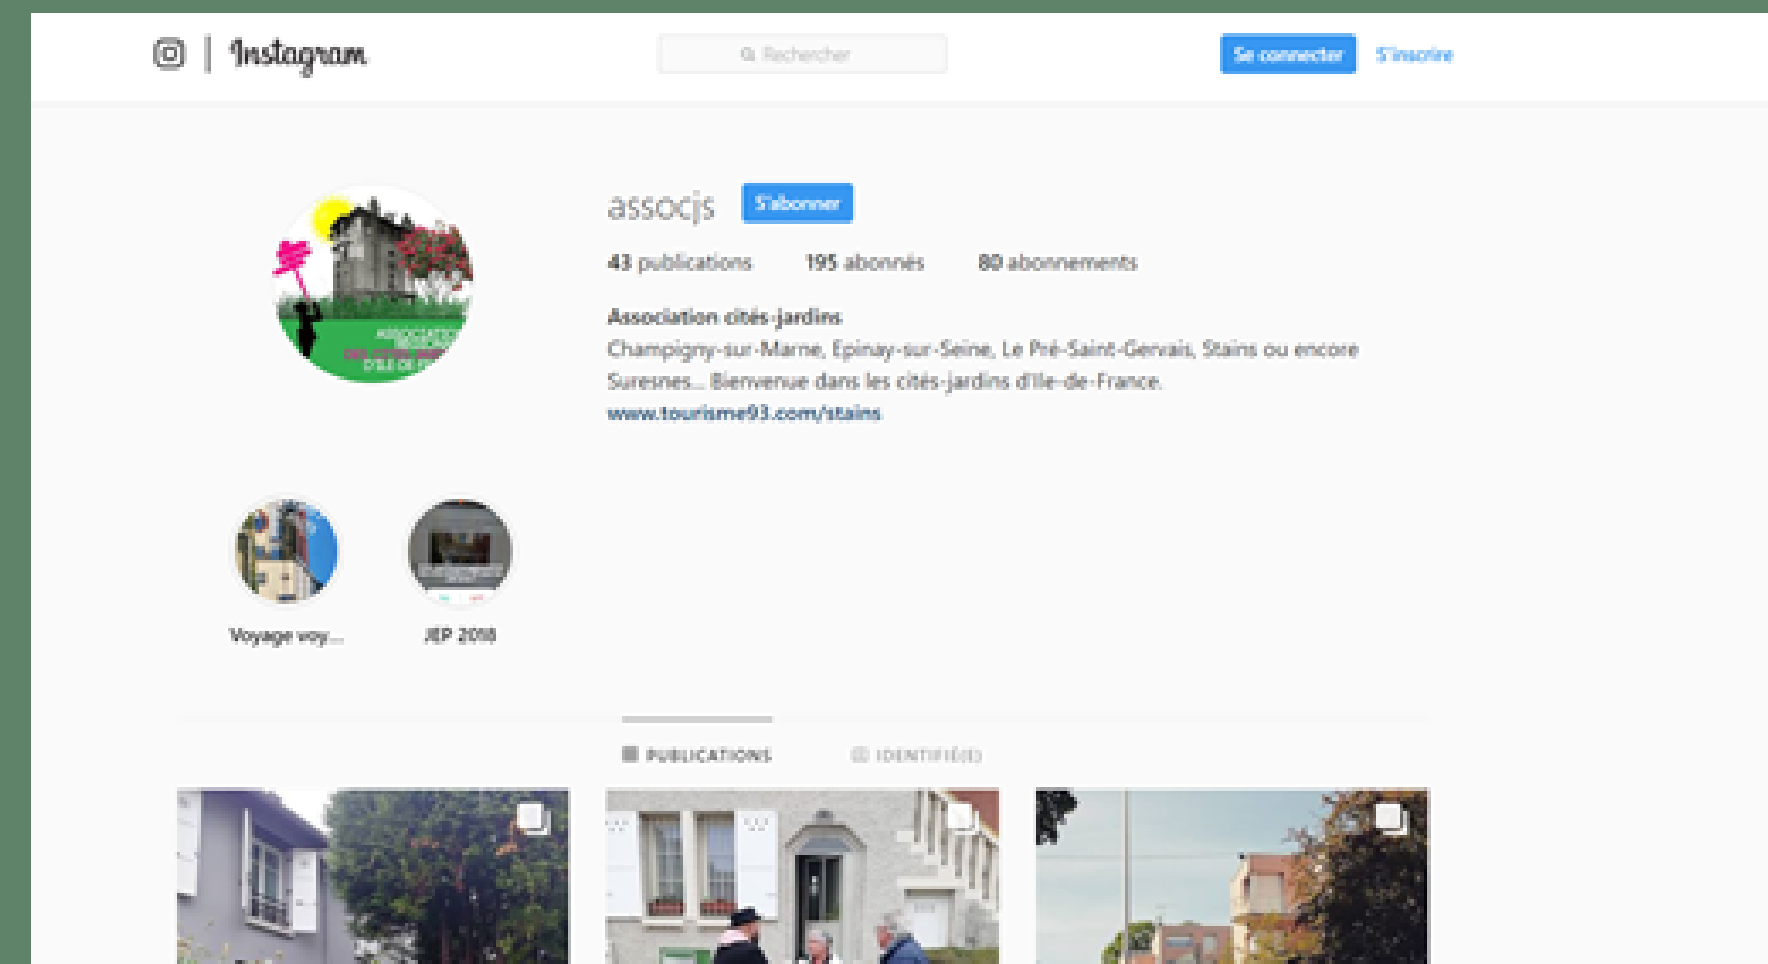 Instagram
Rechercher
Se connecter
S'inscrire
assocjs
S'abonner
43 publications
195 abonnés
80 abonnements
Association cités-jardins
Champigny-sur-Marne, Epinay-sur-Seine, Le Pré-Saint-Gervais, Stains ou encore
Suresnes... Bienvenue dans les cités-jardins d'Ile-de-France.
www.tourisme93.com/stains
Voyage voy...
JEP 2018
PUBLICATIONS
IDENTIFIÉ(E)